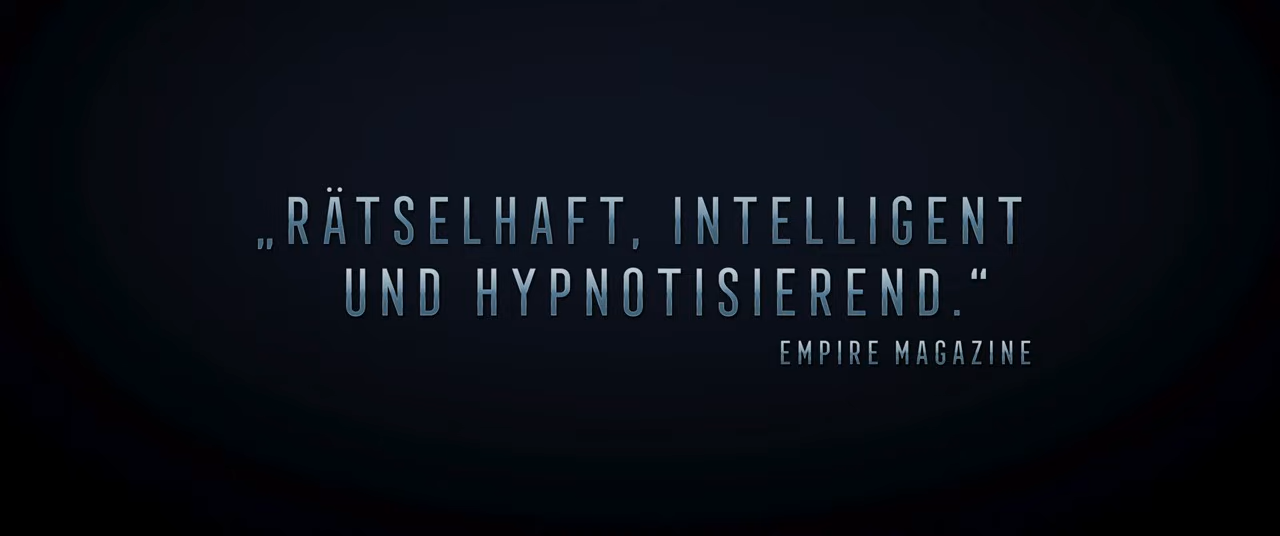 „RÄTSELHAFT, INTELLIGENT
UND HYPNOTISIEREND.“
EMPIRE MAGAZINE